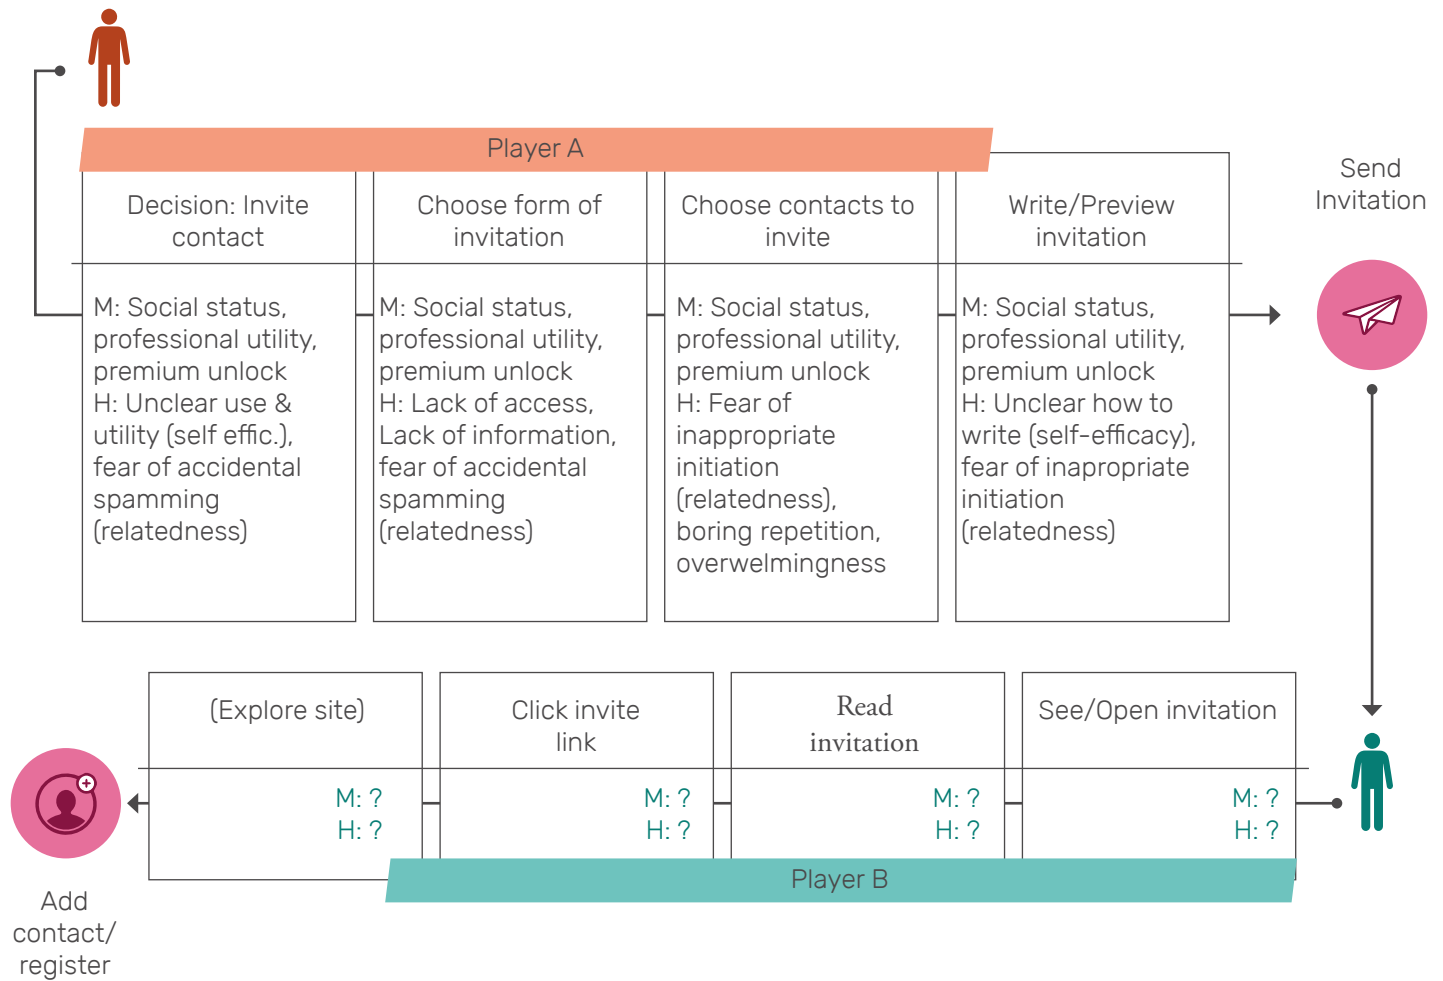 Player A
Decision: Invite
contact
M: Social status,
professional utility,
premium unlock
H: Unclear use &
utility (self effic.),
fear of accidental
spamming
(relatedness)
Choose form of
invitation
M: Social status,
professional utility,
premium unlock
H: Lack of access,
Lack of information,
fear of accidental
spamming
(relatedness)
Choose contacts to
invite
M: Social status,
professional utility,
premium unlock
H: Fear of
inappropriate
initiation
(relatedness),
boring repetition,
overwelmingness
Write/Preview
invitation
M: Social status,
professional utility,
premium unlock
H: Unclear how to
write (self-efficacy),
fear of inapropriate
initiation
(relatedness)
Send
Invitation
See/Open invitation
M: ?
H: ?
Read
invitation
M: ?
H: ?
Click invite
link
M: ?
H: ?
(Explore site)
M: ?
H: ?
Player B
Add
contact/
register